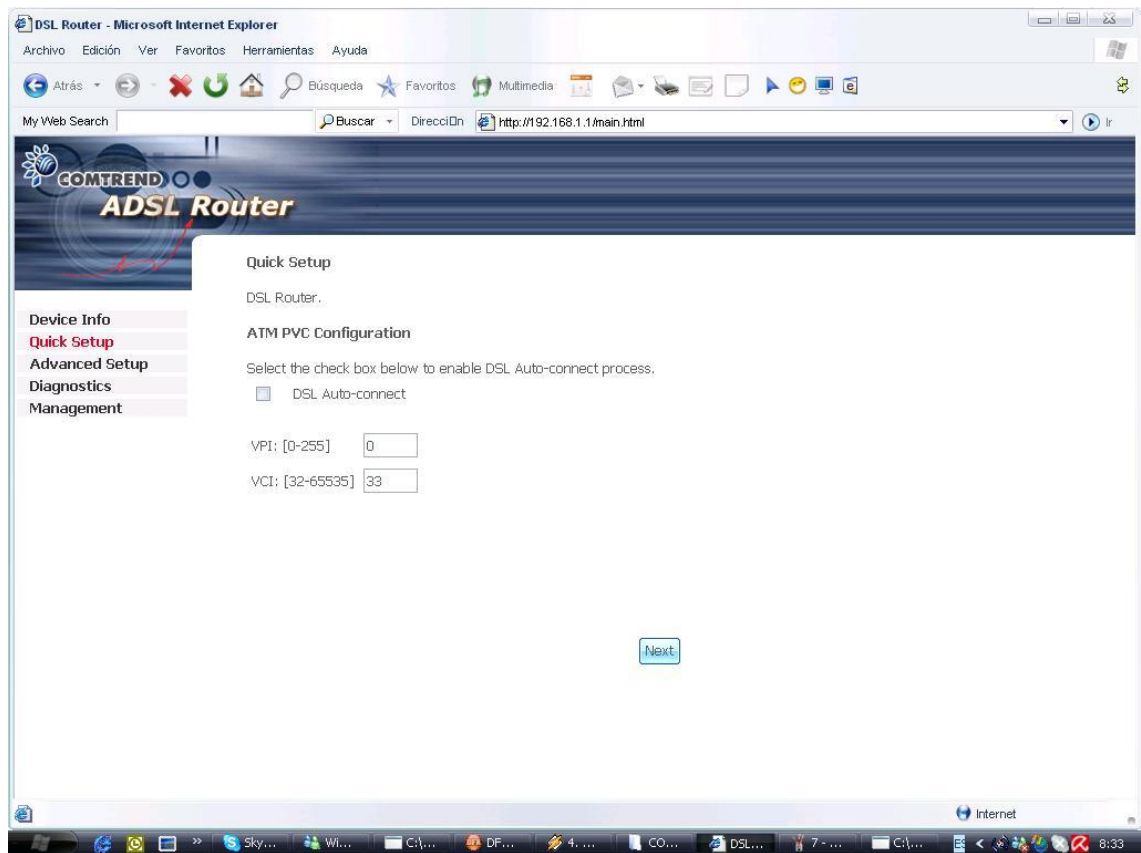 DSL Router - Microsoft Internet Explorer
Archivo Edición Ver Favoritos Herramientas Ayuda
Atrás Búsqueda Favoritos Multimedia
My Web Search Buscar Direcci□n http://192.168.1.1/main.html Ir
COMTREND
ADSL Router
Quick Setup
DSL Router.
Device Info
Quick Setup
Advanced Setup
Diagnostics
Management
ATM PVC Configuration
Select the check box below to enable DSL Auto-connect process.
DSL Auto-connect
VPI: [0-255] 0
VCI: [32-65535] 33
Next
Internet
» Sky... Wi... C:\... DF... 4. ... CO... DSL... 7 - ... C:\... ES < 8:33